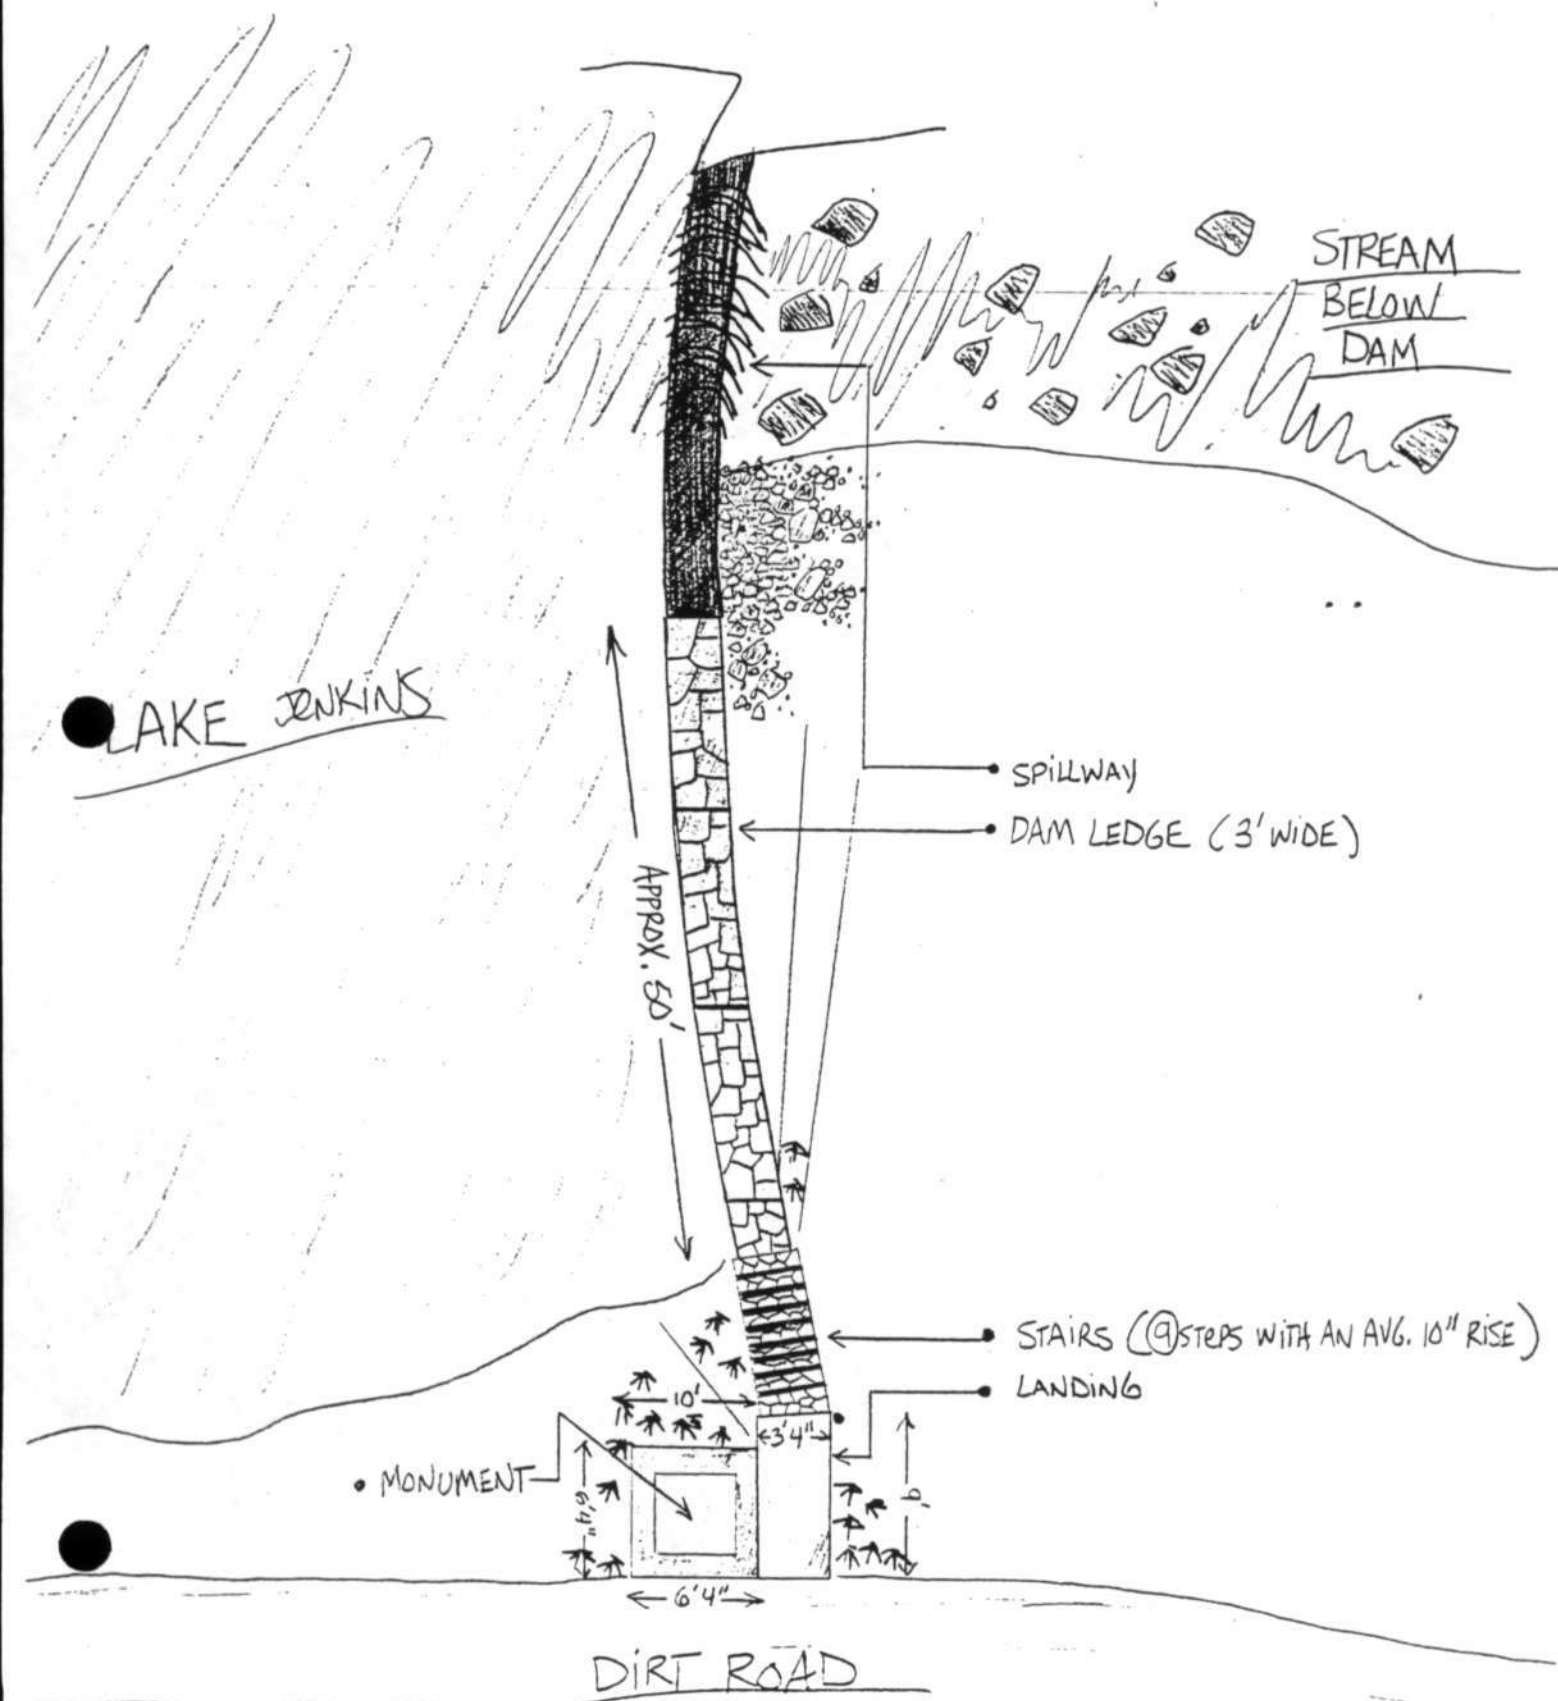 STREAM
BELOW
DAM
LAKE JENKINS
SPILLWAY
DAM LEDGE (3' WIDE)
APPROX. 50'
STAIRS (9 STEPS WITH AN AVG. 10" RISE)
LANDING
10'
3'4"
MONUMENT
6'4"
9'
6'4"
DIRT ROAD